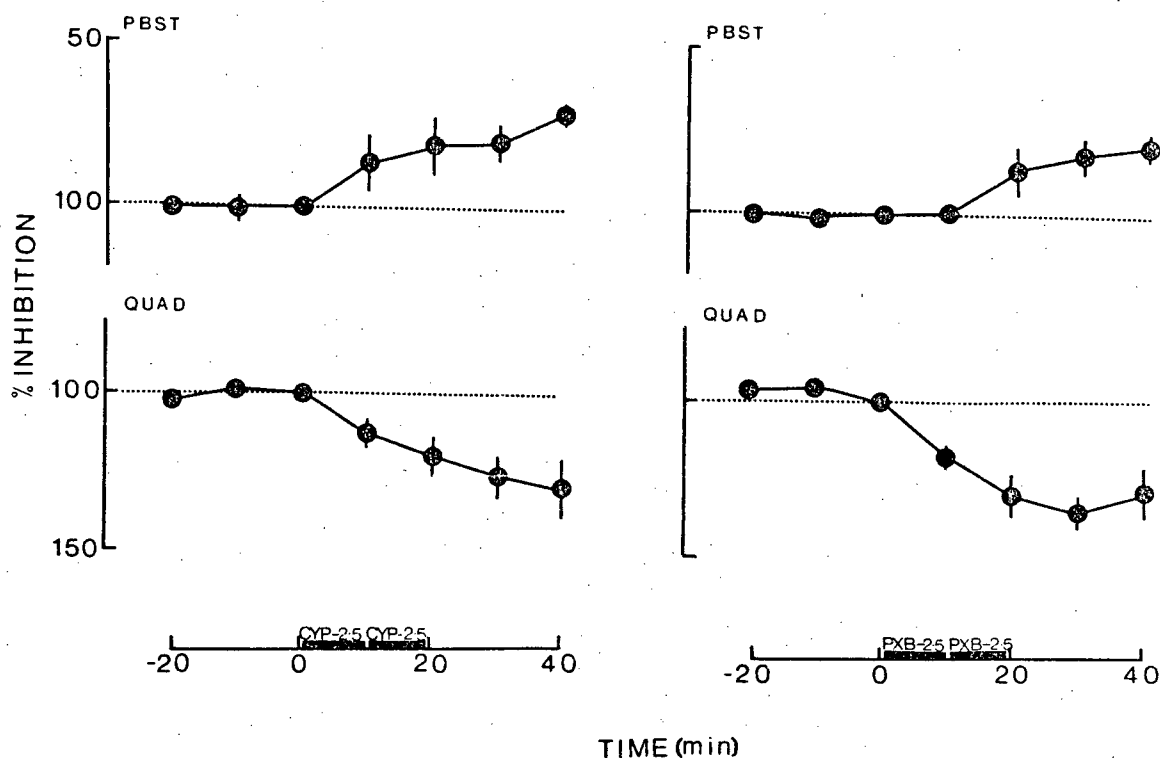 PBST
50
100
QUAD
100
150
% INHIBITION
CYP-2.5 CYP-2.5
-20 0 20 40
PBST
QUAD
PXB-2.5 PXB-2.5
-20 0 20 40
TIME (min)